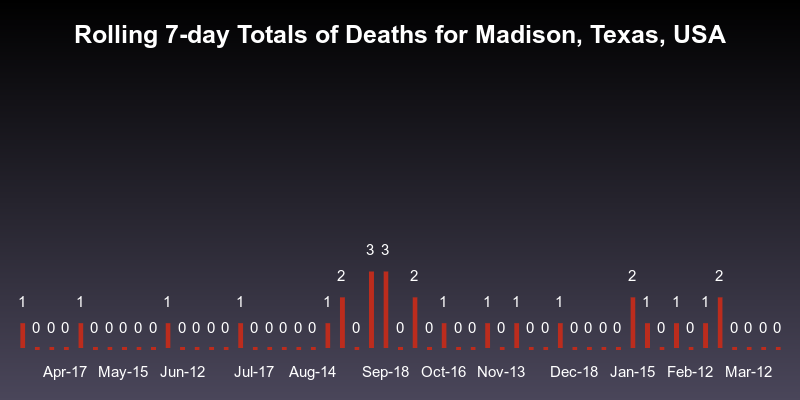 Rolling 7-day Totals of Deaths for Madison, Texas, USA
3 3
2 2 2 2
1 1 1 1 1 1 1 1 1 1 1 1
0 0 0 0 0 0 0 0 0 0 0 0 0 0 0 0 0 0 0 0 0 0 0 0 0 0 0 0 0 0 0 0 0 0 0
Apr-17 May-15 Jun-12 Jul-17 Aug-14 Sep-18 Oct-16 Nov-13 Dec-18 Jan-15 Feb-12 Mar-12